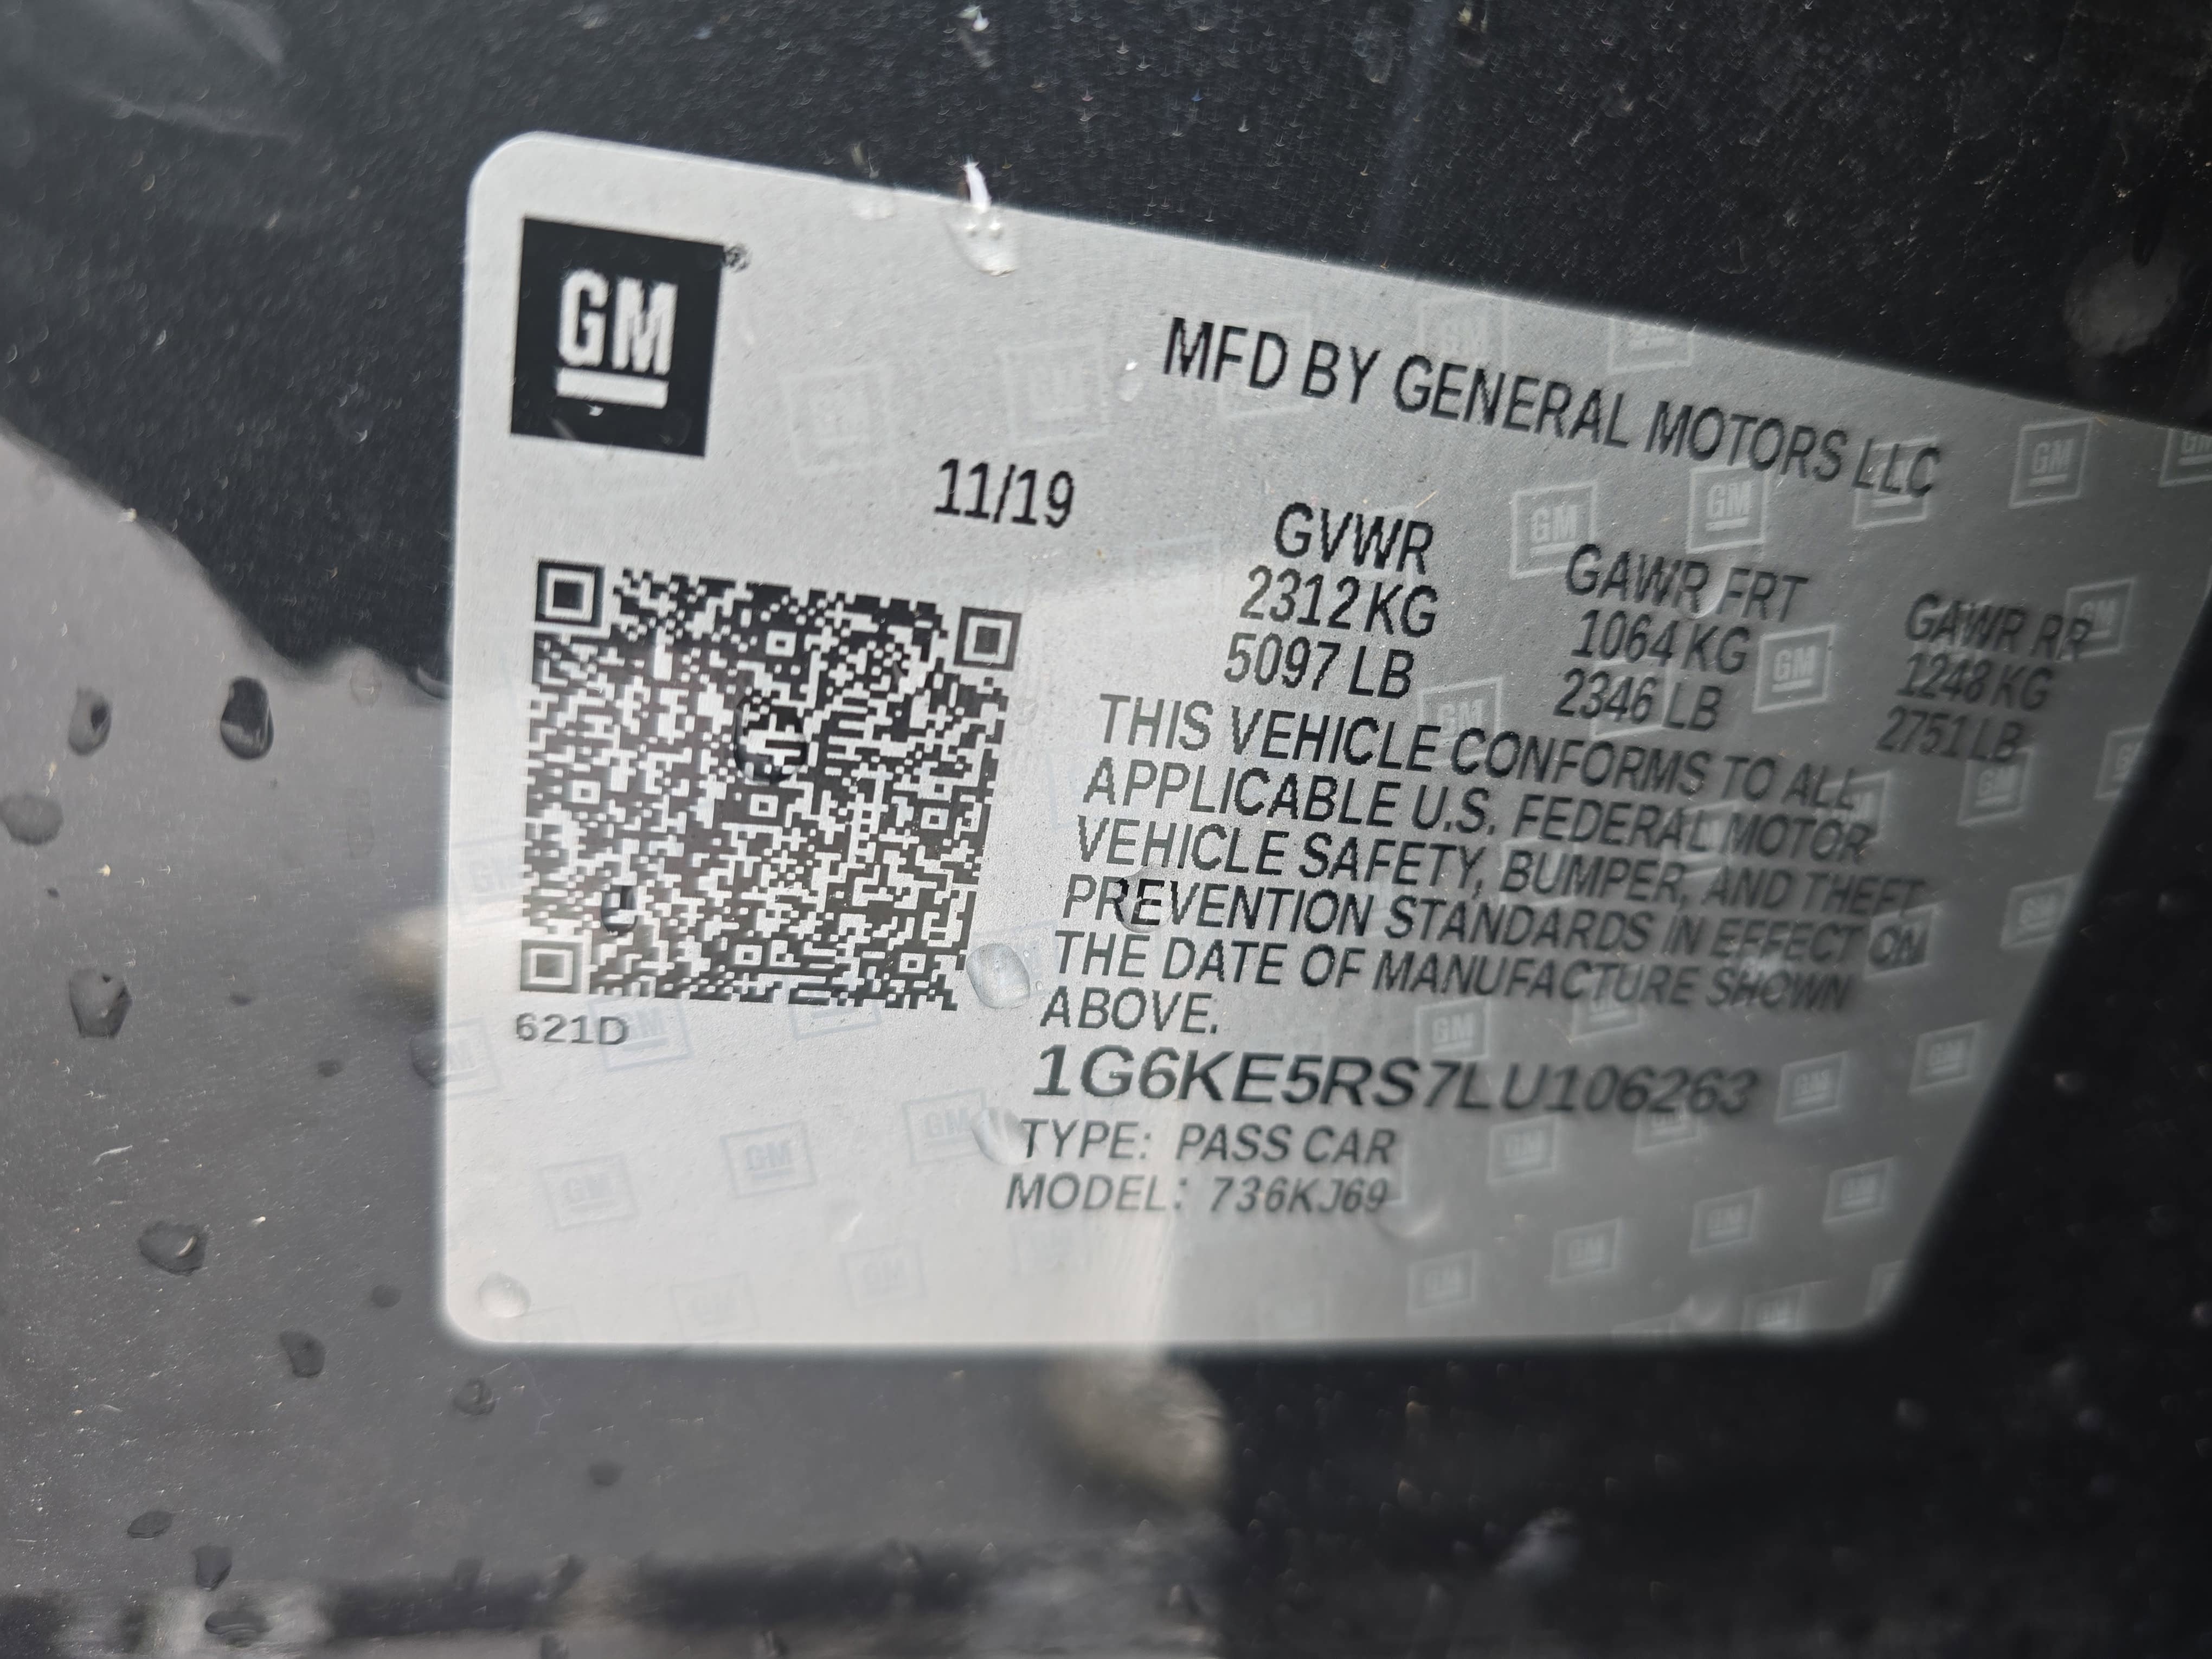 GM®
MFD BY GENERAL MOTORS LLC
11/19
GVWR GAWR FRT GAWR RR
2312 KG 1064 KG 1248 KG
5097 LB 2346 LB 2751 LB
THIS VEHICLE CONFORMS TO ALL
APPLICABLE U.S. FEDERAL MOTOR
VEHICLE SAFETY, BUMPER, AND THEFT
PREVENTION STANDARDS IN EFFECT ON
THE DATE OF MANUFACTURE SHOWN
ABOVE.
621D
1G6KE5RS7LU106263
TYPE: PASS CAR
MODEL: 736KJ69